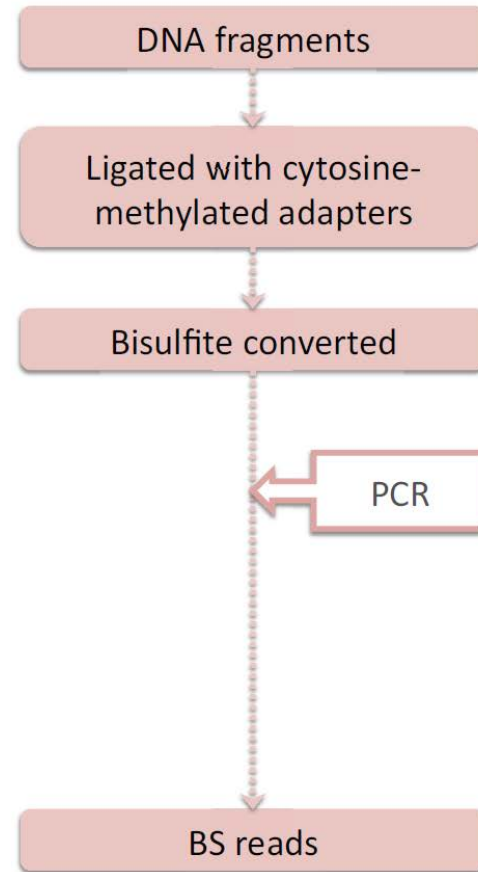 DNA fragments
Ligated with cytosine-
methylated adapters
Bisulfite converted
PCR
BS reads